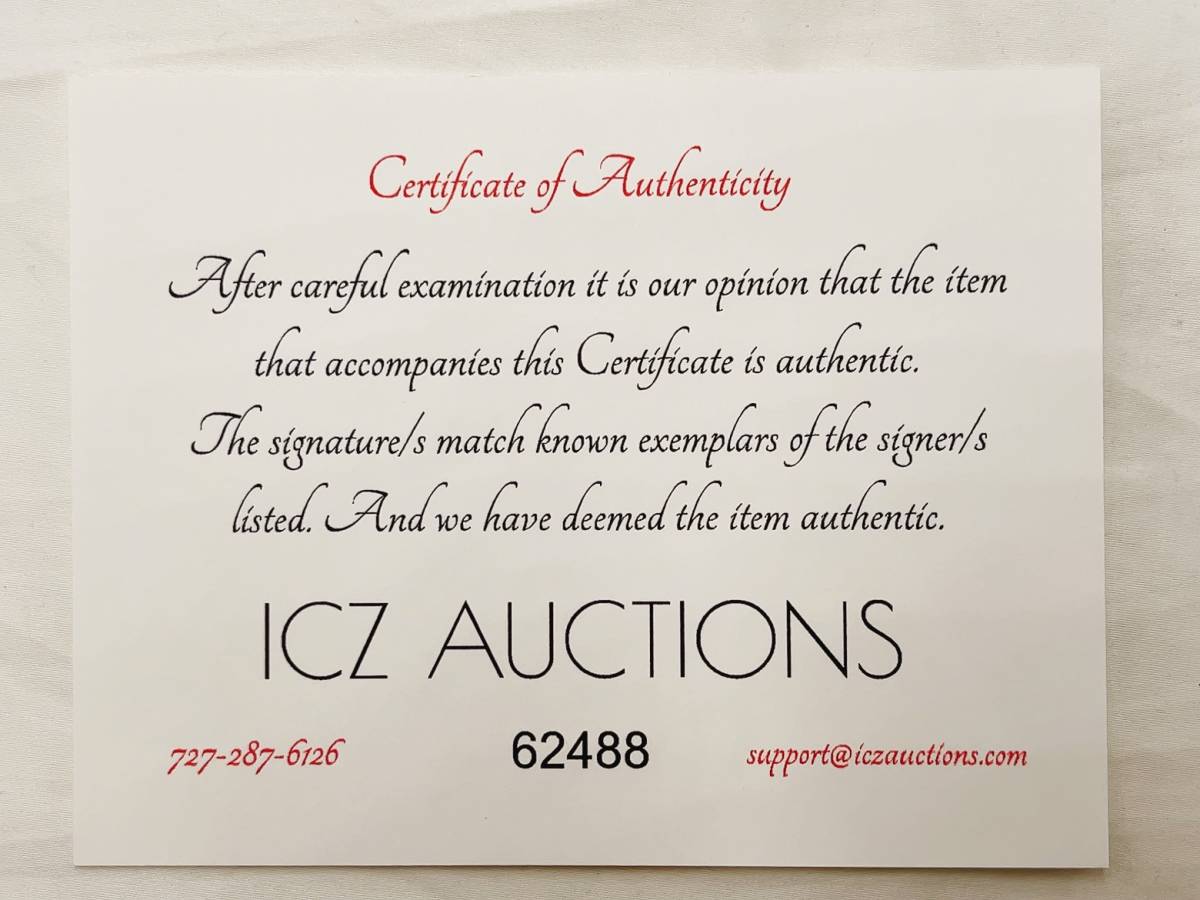 Certificate of Authenticity
After careful examination it is our opinion that the item
that accompanies this Certificate is authentic.
The signature/s match known exemplars of the signer/s
listed. And we have deemed the item authentic.
ICZ AUCTIONS
727-287-6126 62488 support@iczauctions.com